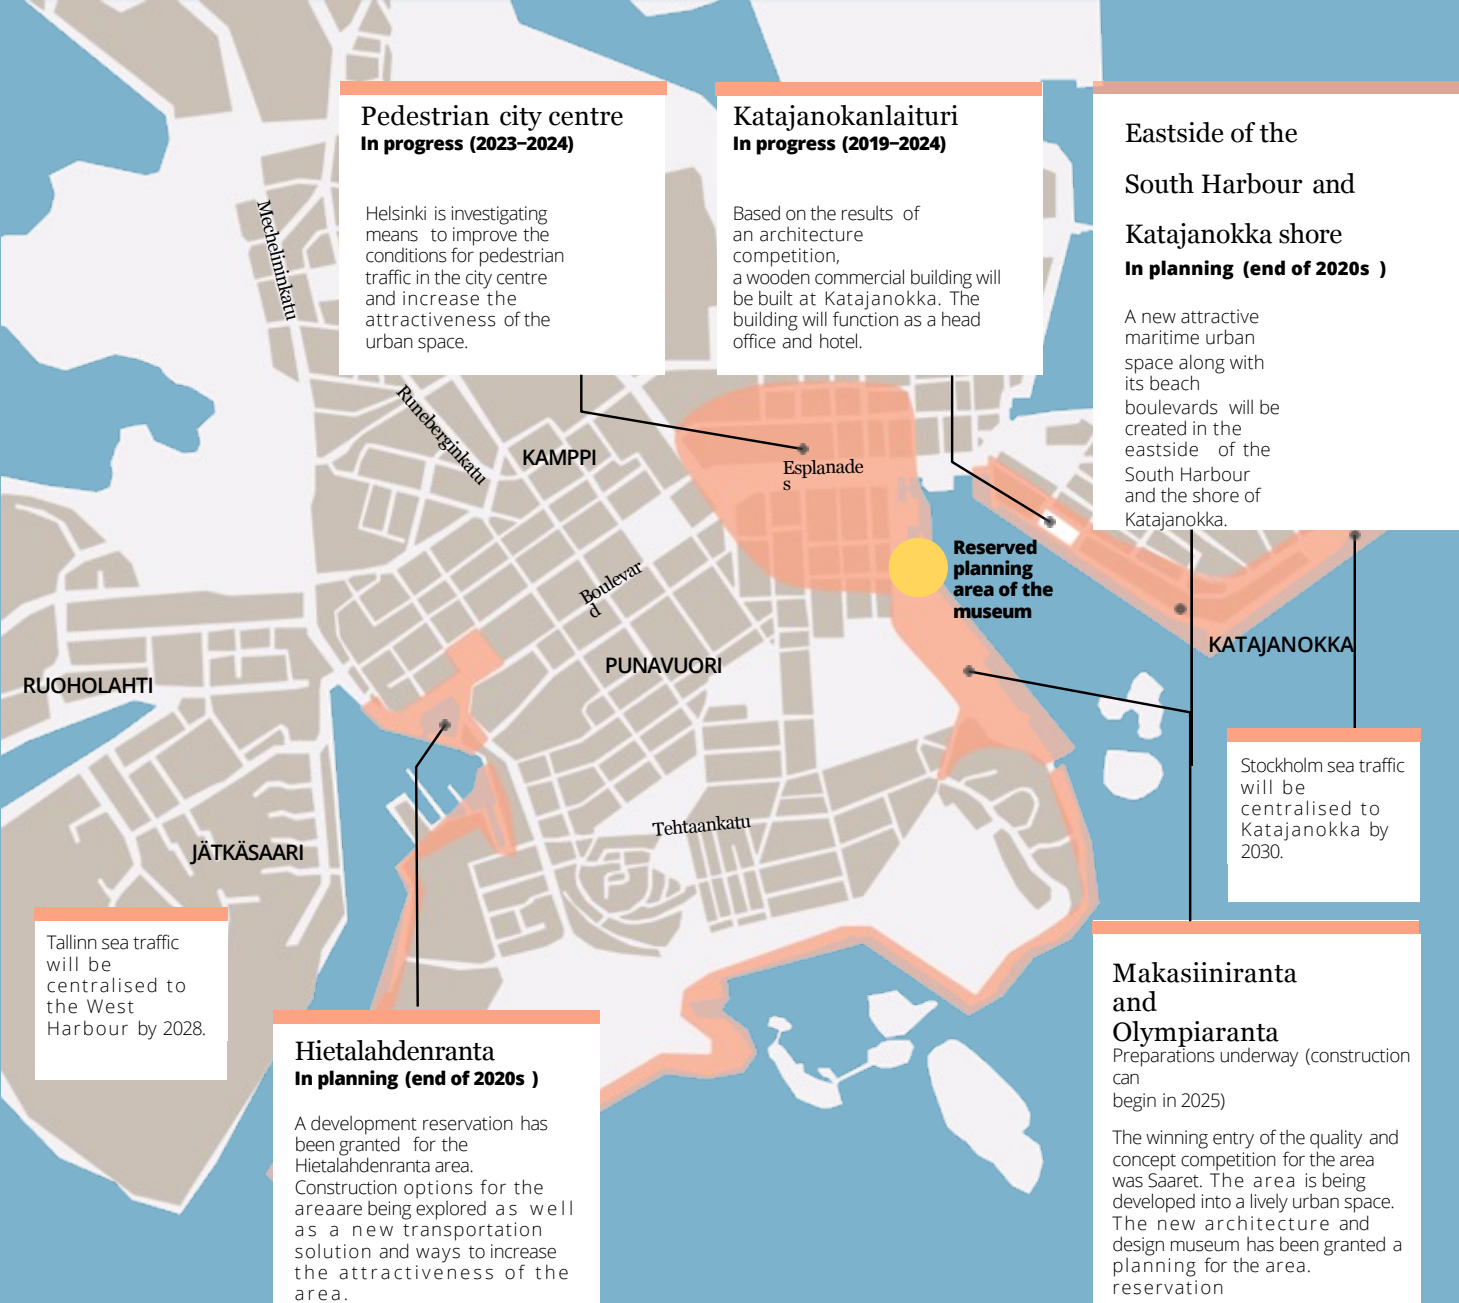 Pedestrian city centre
In progress (2023–2024)
Helsinki is investigating
means to improve the
conditions for pedestrian
traffic in the city centre
and increase the
attractiveness of the
urban space.
Katajanokanlaituri
In progress (2019–2024)
Based on the results of
an architecture
competition,
a wooden commercial building will
be built at Katajanokka. The
building will function as a head
office and hotel.
Eastside of the
South Harbour and
Katajanokka shore
In planning (end of 2020s )
A new attractive
maritime urban
space along with
its beach
boulevards will be
created in the
eastside of the
South Harbour
and the shore of
Katajanokka.
Mechelininkatu
Runeberginkatu
KAMPPI
Esplanade
s
Reserved
planning
area of the
museum
Boulevar
d
PUNAVUORI
KATAJANOKKA
RUOHOLAHTI
Stockholm sea traffic
will be
centralised to
Katajanokka by
2030.
Tehtaankatu
JÄTKÄSAARI
Tallinn sea traffic
will be
centralised to
the West
Harbour by 2028.
Hietalahdenranta
In planning (end of 2020s )
A development reservation has
been granted for the
Hietalahdenranta area.
Construction options for the
areaare being explored as well
as a new transportation
solution and ways to increase
the attractiveness of the
area.
Makasiiniranta
and
Olympiaranta
Preparations underway (construction
can
begin in 2025)
The winning entry of the quality and
concept competition for the area
was Saaret. The area is being
developed into a lively urban space.
The new architecture and
design museum has been granted a
planning for the area.
reservation